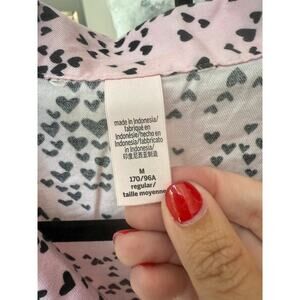 made in Indonesia/
fabriqué en
Indonésie/hecho en
Indonesia/fabbricato
in Indonesia/
印度尼西亚制造
M
170/96A
regular/
taille moyenne